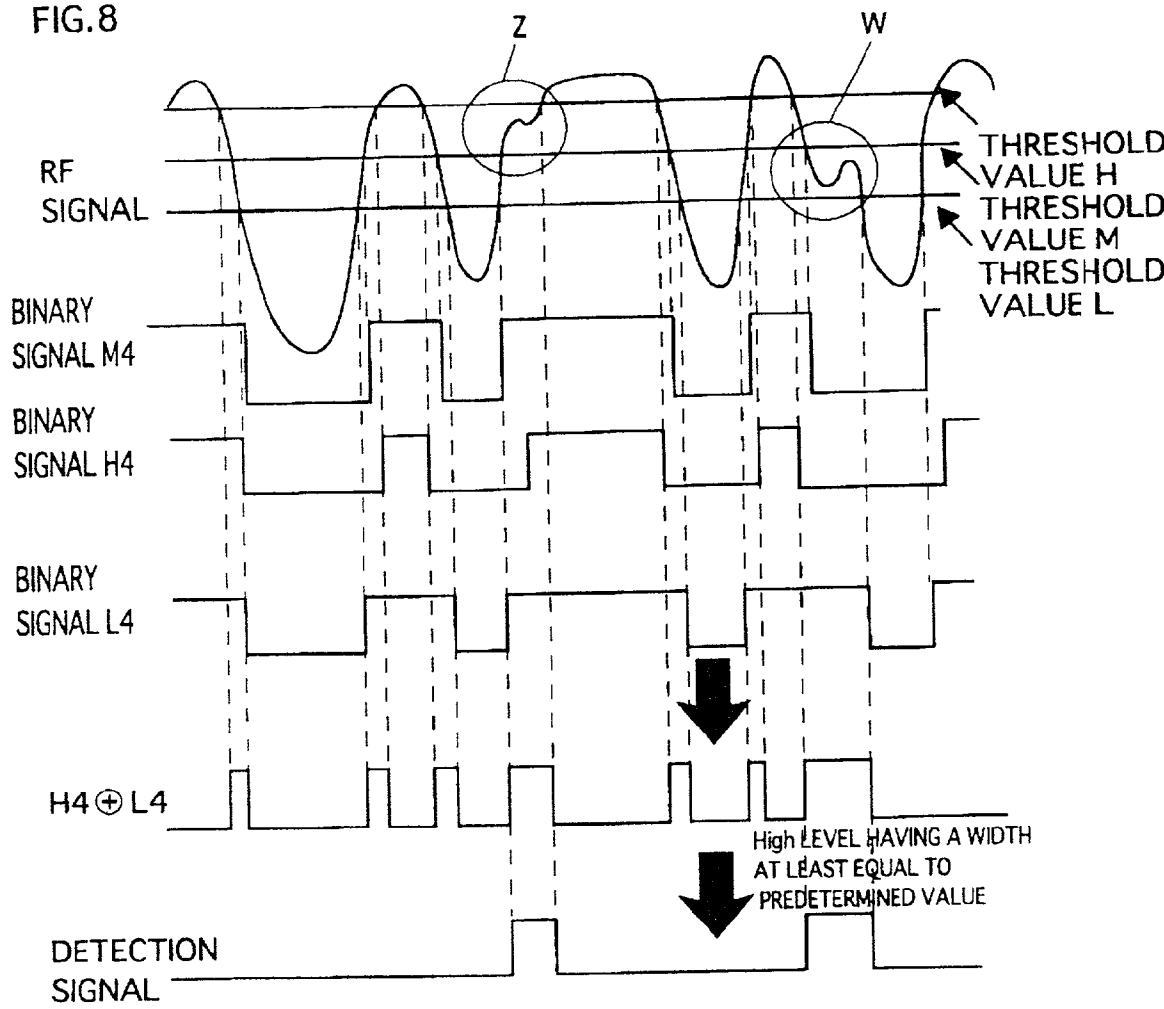 FIG.8
Z
W
RF
SIGNAL
THRESHOLD
VALUE H
THRESHOLD
VALUE M
THRESHOLD
VALUE L
BINARY
SIGNAL M4
BINARY
SIGNAL H4
BINARY
SIGNAL L4
H4⊕L4
High LEVEL HAVING A WIDTH
AT LEAST EQUAL TO
PREDETERMINED VALUE
DETECTION
SIGNAL